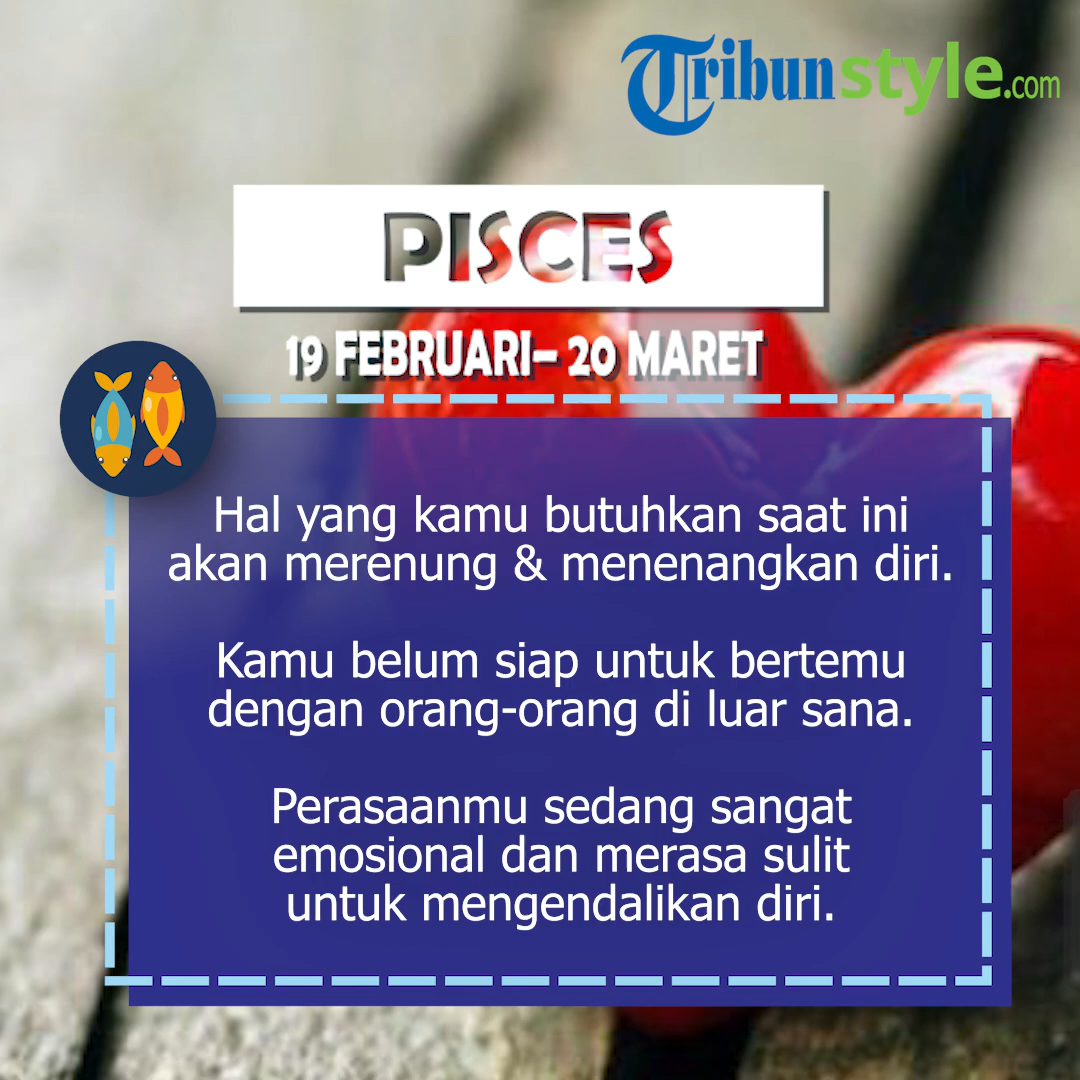 Tribunstyle.com
PISCES
19 FEBRUARI– 20 MARET
Hal yang kamu butuhkan saat ini
akan merenung & menenangkan diri.
Kamu belum siap untuk bertemu
dengan orang-orang di luar sana.
Perasaanmu sedang sangat
emosional dan merasa sulit
untuk mengendalikan diri.